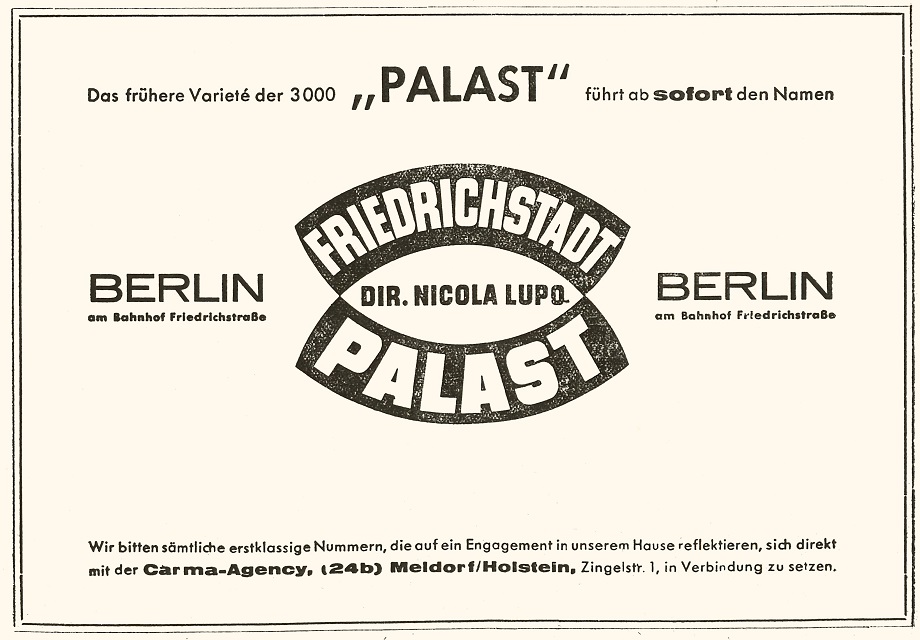 Das frühere Varieté der 3000 „PALAST“ führt ab sofort den Namen
FRIEDRICHSTADT
BERLIN
am Bahnhof Friedrichstraße
DIR. NICOLA LUPO
BERLIN
am Bahnhof Friedrichstraße
PALAST
Wir bitten sämtliche erstklassige Nummern, die auf ein Engagement in unserem Hause reflektieren, sich direkt
mit der Carma-Agency, (24b) Meldorf/Holstein, Zingelstr. 1, in Verbindung zu setzen.